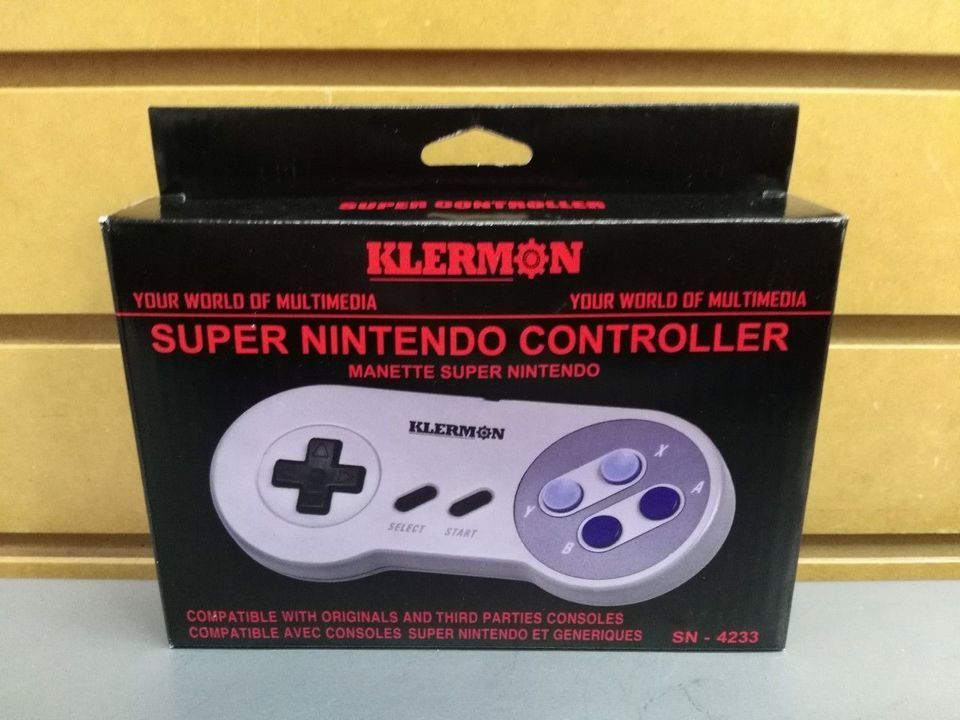 SUPER CONTROLLER
KLERMON
YOUR WORLD OF MULTIMEDIA YOUR WORLD OF MULTIMEDIA
SUPER NINTENDO CONTROLLER
MANETTE SUPER NINTENDO
KLERMON
X
A
Y
B
SELECT START
COMPATIBLE WITH ORIGINALS AND THIRD PARTIES CONSOLES
COMPATIBLE AVEC CONSOLES SUPER NINTENDO ET GENERIQUES SN - 4233